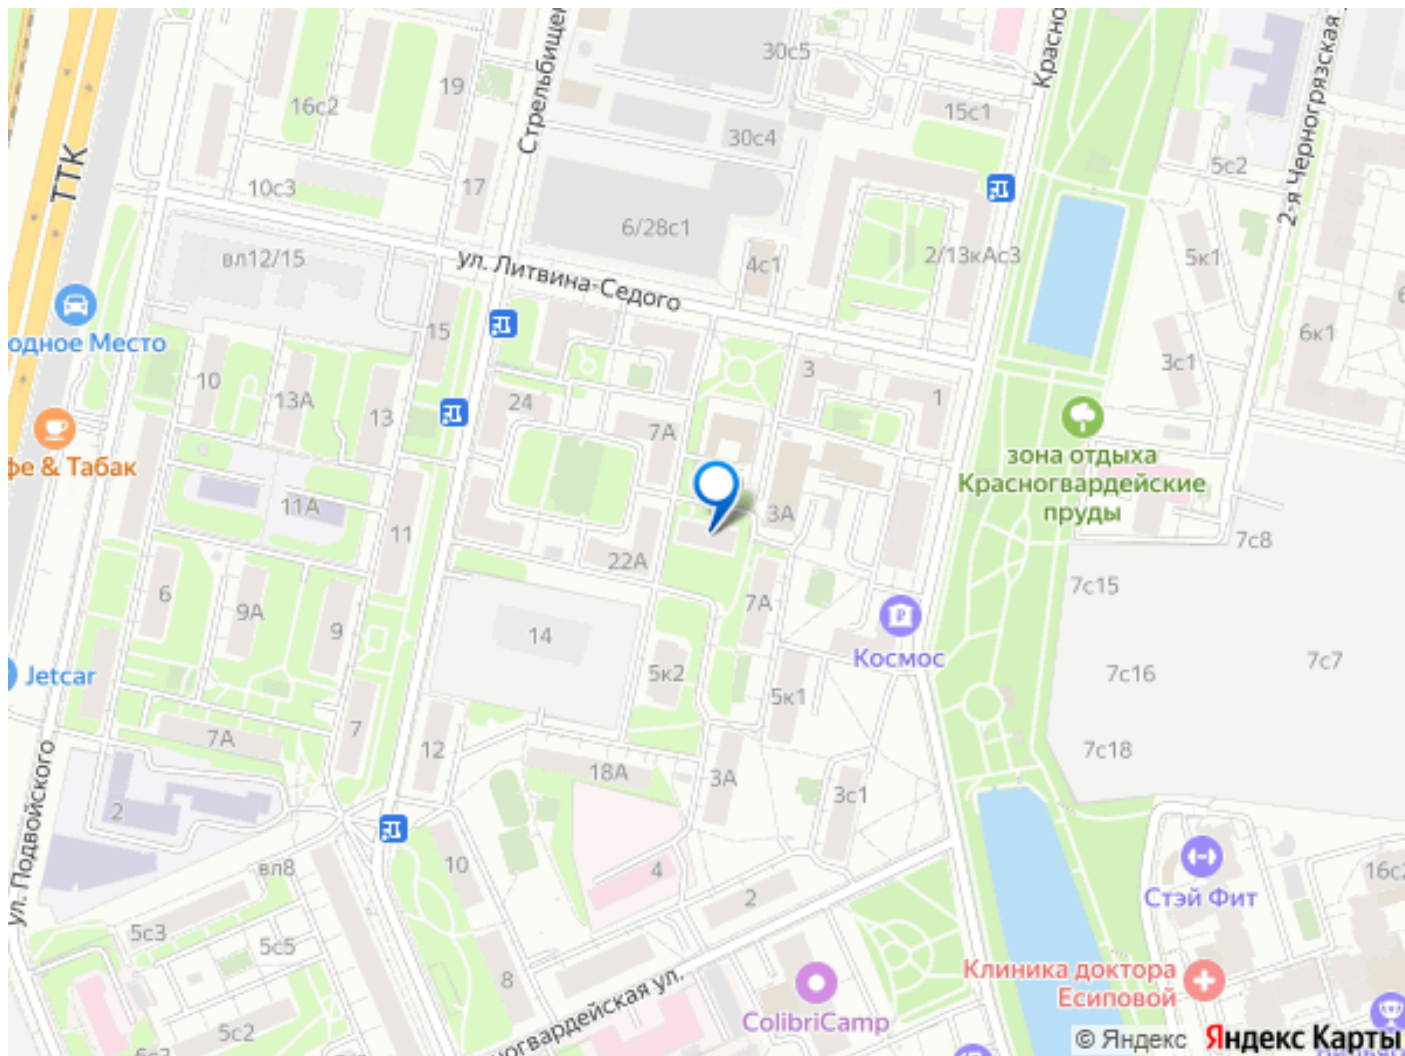 30с5
Стрельбищен
Красно
19
16с2
15с1
30с4
ТТК
5с2
2-я Черногрязская
10с3
17
6/28с1
вл12/15
ул. Литвина-Седого
4с1
2/13кАс3
5к1
15
6к1
одное Место
3с1
10
3
13А
24
1
13
7А
зона отдыха
Красногвардейские
пруды
фе & Табак
11А
3А
11
7с8
22А
7с15
6
9А
7А
9
14
Космос
7с7
Jetcar
5к2
7с16
5к1
7А
7
12
7с18
18А
3А
3с1
ул. Подвойского
2
10
вл8
4
16с2
2
Стэй Фит
5с3
5с5
8
Клиника доктора
Есиповой
ногвардейская ул.
ColibriCamp
5с2
© Яндекс Яндекс Карты